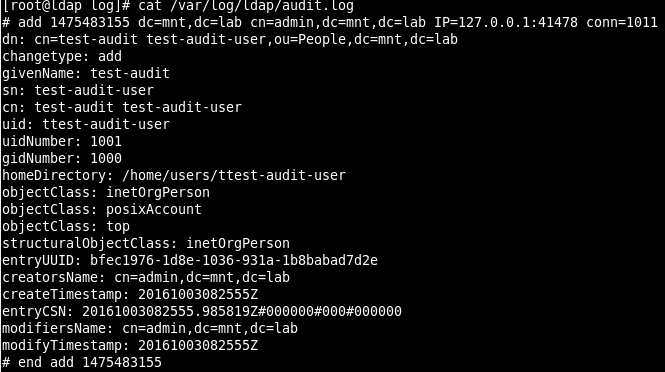 [root@ldap log]# cat /var/log/ldap/audit.log
# add 1475483155 dc=mnt,dc=lab cn=admin,dc=mnt,dc=lab IP=127.0.0.1:41478 conn=1011
dn: cn=test-audit test-audit-user,ou=People,dc=mnt,dc=lab
changetype: add
givenName: test-audit
sn: test-audit-user
cn: test-audit test-audit-user
uid: ttest-audit-user
uidNumber: 1001
gidNumber: 1000
homeDirectory: /home/users/ttest-audit-user
objectClass: inetOrgPerson
objectClass: posixAccount
objectClass: top
structuralObjectClass: inetOrgPerson
entryUUID: bfec1976-1d8e-1036-931a-1b8babad7d2e
creatorsName: cn=admin,dc=mnt,dc=lab
createTimestamp: 20161003082555Z
entryCSN: 20161003082555.985819Z#000000#000#000000
modifiersName: cn=admin,dc=mnt,dc=lab
modifyTimestamp: 20161003082555Z
# end add 1475483155